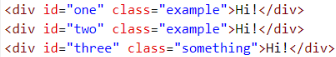 <div id="one" class="example">Hi!</div>
<div id="two" class="example">Hi!</div>
<div id="three" class="something">Hi!</div>